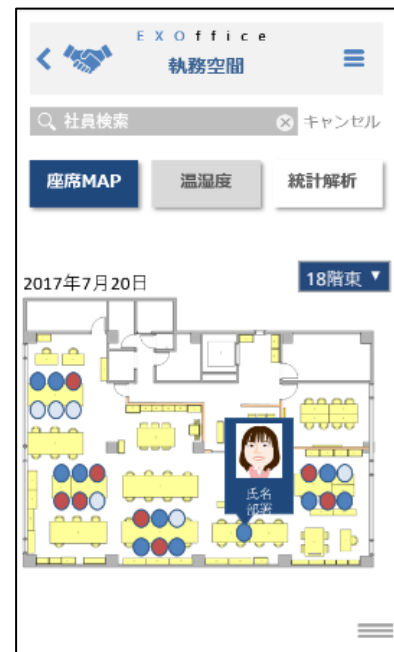 EXOffice
執務空間
社員検索
キャンセル
座席MAP
温湿度
統計解析
2017年7月20日
18階東
氏名
部署